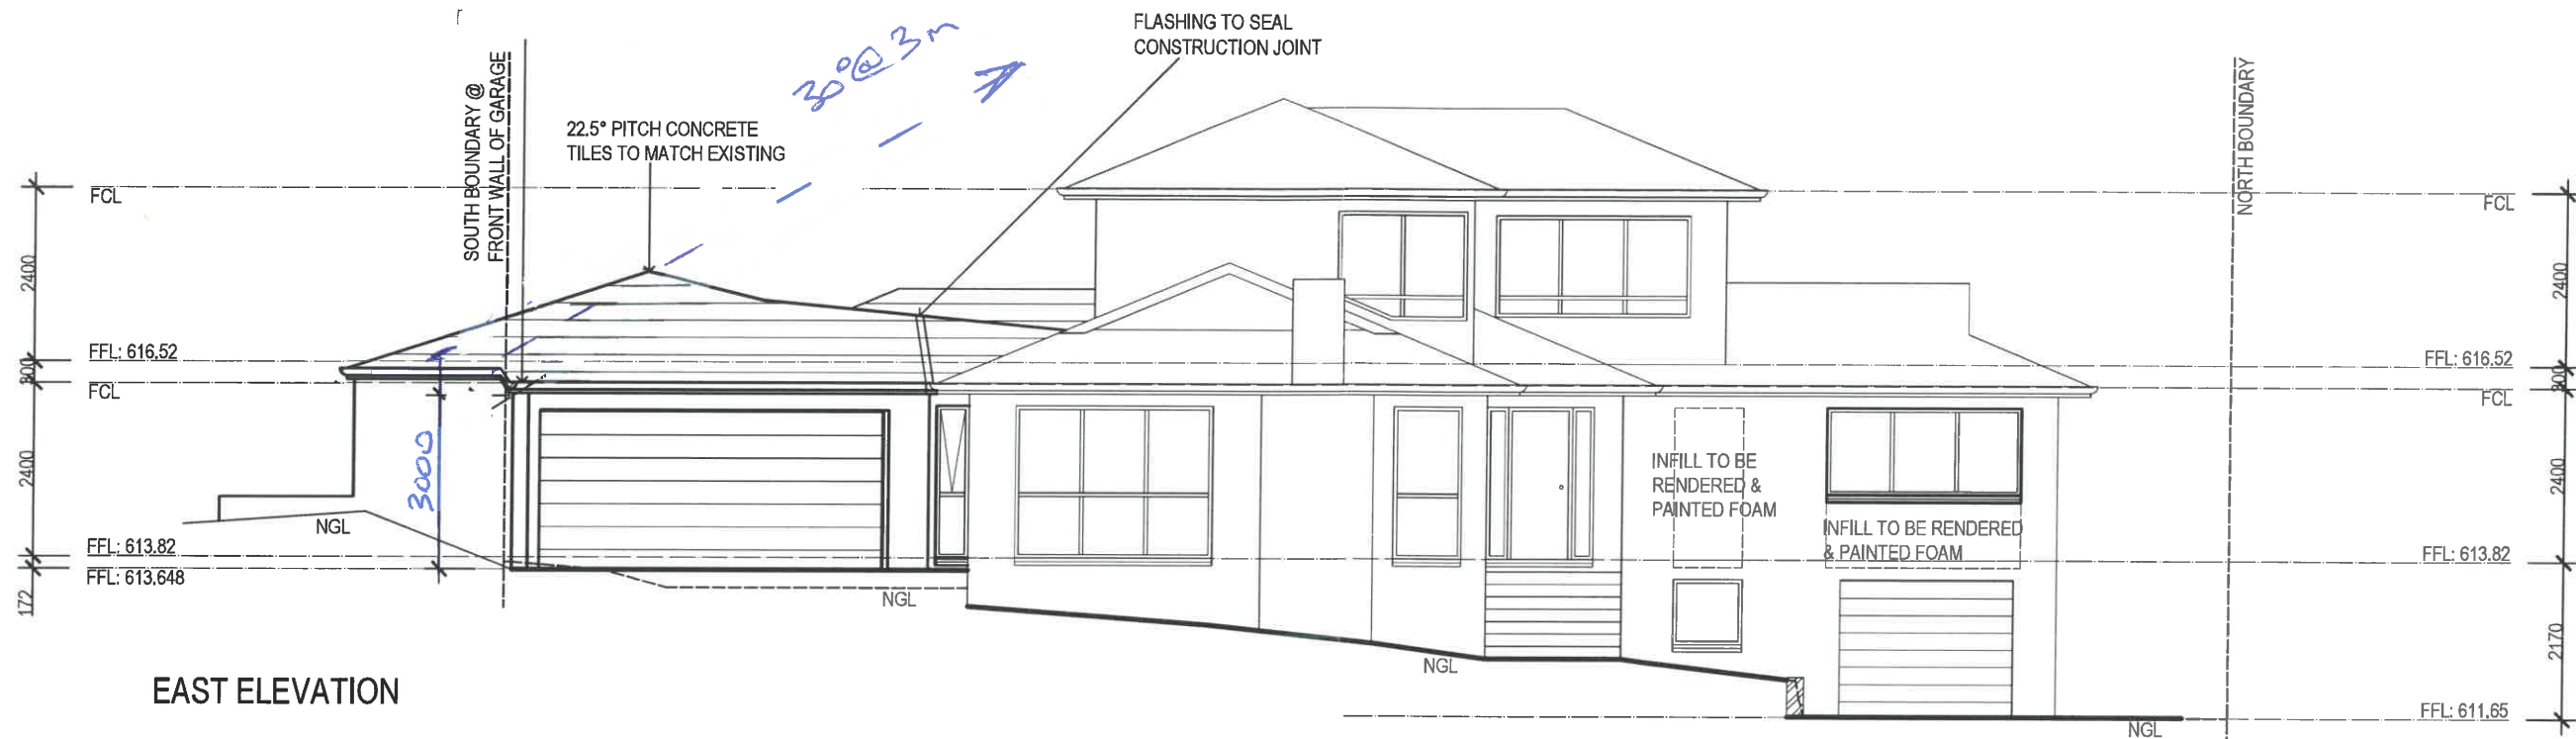 FLASHING TO SEAL
CONSTRUCTION JOINT
30°@3m
SOUTH BOUNDARY @
FRONT WALL OF GARAGE
22.5° PITCH CONCRETE
TILES TO MATCH EXISTING
NORTH BOUNDARY
FCL
FCL
2400
2400
FFL: 616.52
FFL: 616.52
300
300
FCL
FCL
2400
2400
3000
INFILL TO BE
RENDERED &
PAINTED FOAM
INFILL TO BE RENDERED
& PAINTED FOAM
NGL
FFL: 613.82
FFL: 613.82
FFL: 613.648
172
NGL
2170
NGL
EAST ELEVATION
FFL: 611.65
NGL